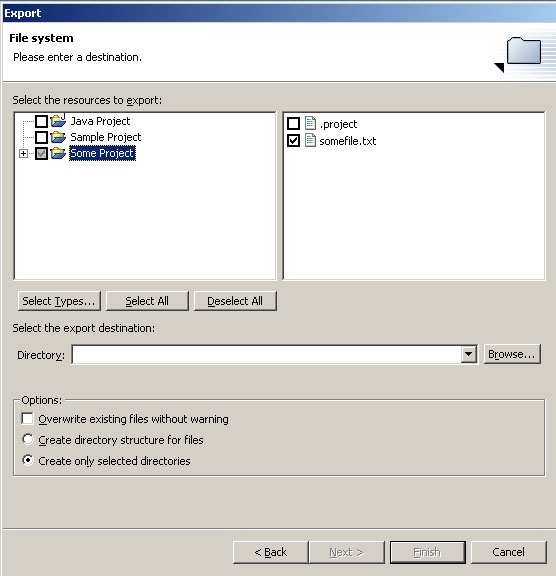 Export
File system
Please enter a destination.
Select the resources to export:
Java Project
Sample Project
Some Project
.project
somefile.txt
Select Types...
Select All
Deselect All
Select the export destination:
Directory:
Browse...
Options:
Overwrite existing files without warning
Create directory structure for files
Create only selected directories
< Back
Next >
Finish
Cancel